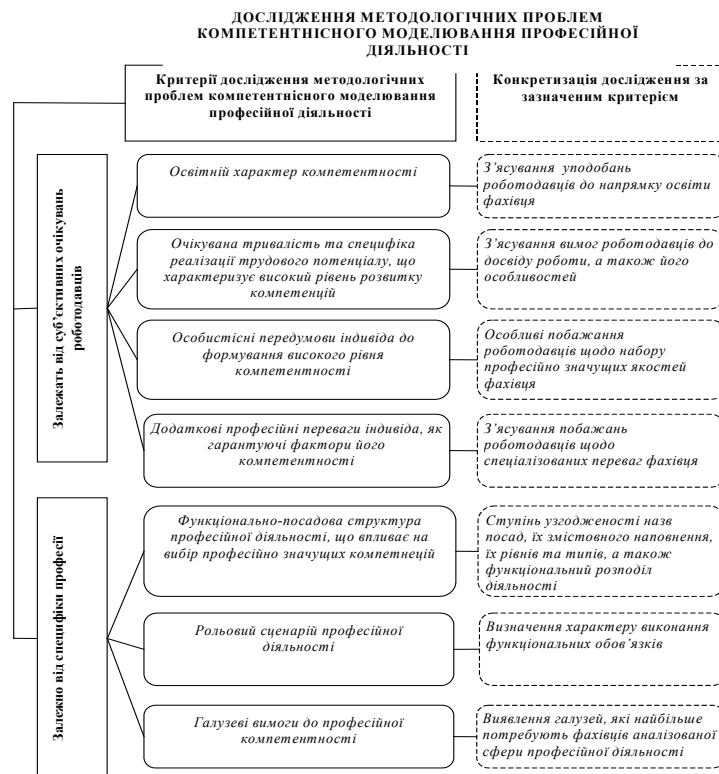 ДОСЛІДЖЕННЯ МЕТОДОЛОГІЧНИХ ПРОБЛЕМ
КОМПЕТЕНТНІСНОГО МОДЕЛЮВАННЯ ПРОФЕСІЙНОЇ
ДІЯЛЬНОСТІ
Критерії дослідження методологічних
проблем компетентнісного моделювання
професійної діяльності
Конкретизація дослідження за
зазначеним критерієм
Залежать від суб’єктивних очікувань
роботодавців
Освітній характер компетентності
З’ясування уподобань
роботодавців до напрямку освіти
фахівця
Очікувана тривалість та специфіка
реалізації трудового потенціалу, що
характеризує високий рівень розвитку
компетенцій
З’ясування вимог роботодавців до
досвіду роботи, а також його
особливостей
Особистісні передумови індивіда до
формування високого рівня
компетентності
Особливі побажання
роботодавців щодо набору
професійно значущих якостей
фахівця
Додаткові професійні переваги індивіда, як
гарантуючі фактори його
компетентності
З’ясування побажань
роботодавців щодо
спеціалізованих переваг фахівця
Залежно від специфіки професії
Функціонально-посадова структура
професійної діяльності, що впливає на
вибір професійно значущих компетнецій
Ступінь узгодженості назв
посад, їх змістовного наповнення,
їх рівнів та типів, а також
функціональний розподіл
діяльності
Рольовий сценарій професійної
діяльності
Визначення характеру виконання
функціональних обов’язків
Галузеві вимоги до професійної
компетентності
Виявлення галузей, які найбільше
потребують фахівців аналізованої
сфери професійної діяльності